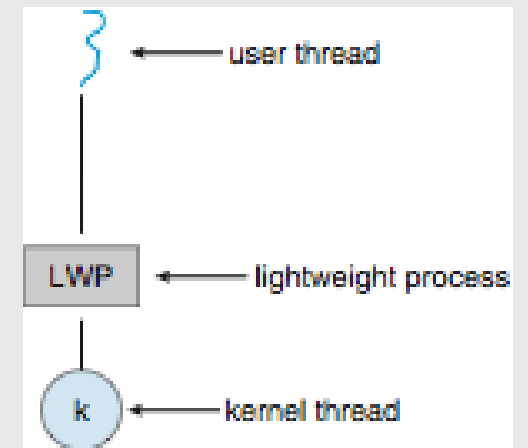 user thread
LWP
lightweight process
k
kernel thread